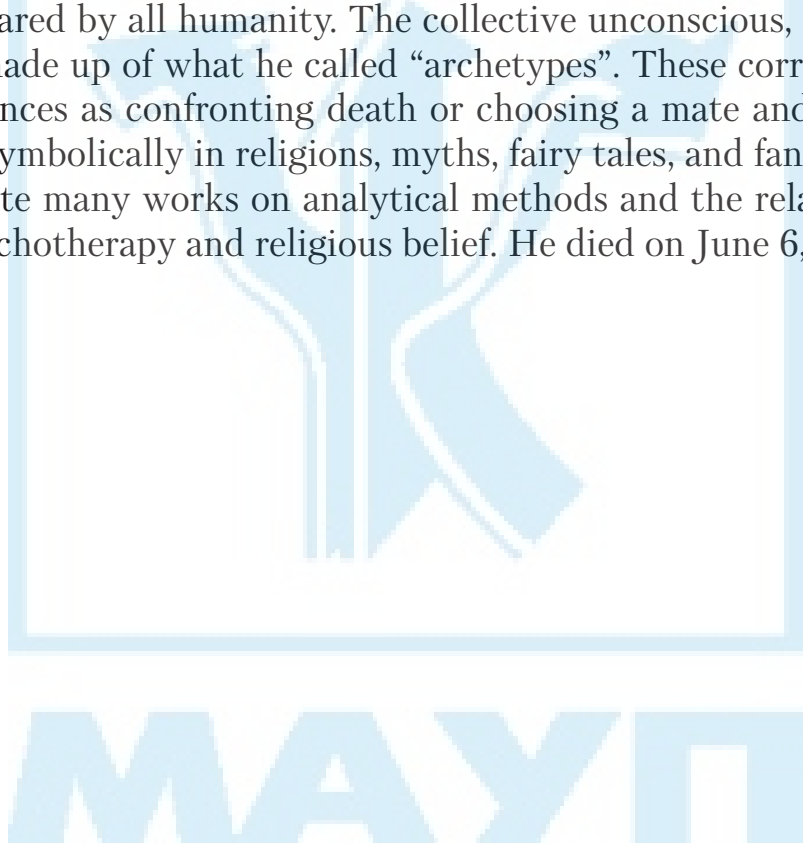 ared by all humanity. The collective unconscious,
ade up of what he called “archetypes”. These corr
nces as confronting death or choosing a mate and
ymbolically in religions, myths, fairy tales, and fan
te many works on analytical methods and the rela
chotherapy and religious belief. He died on June 6,
МАУП